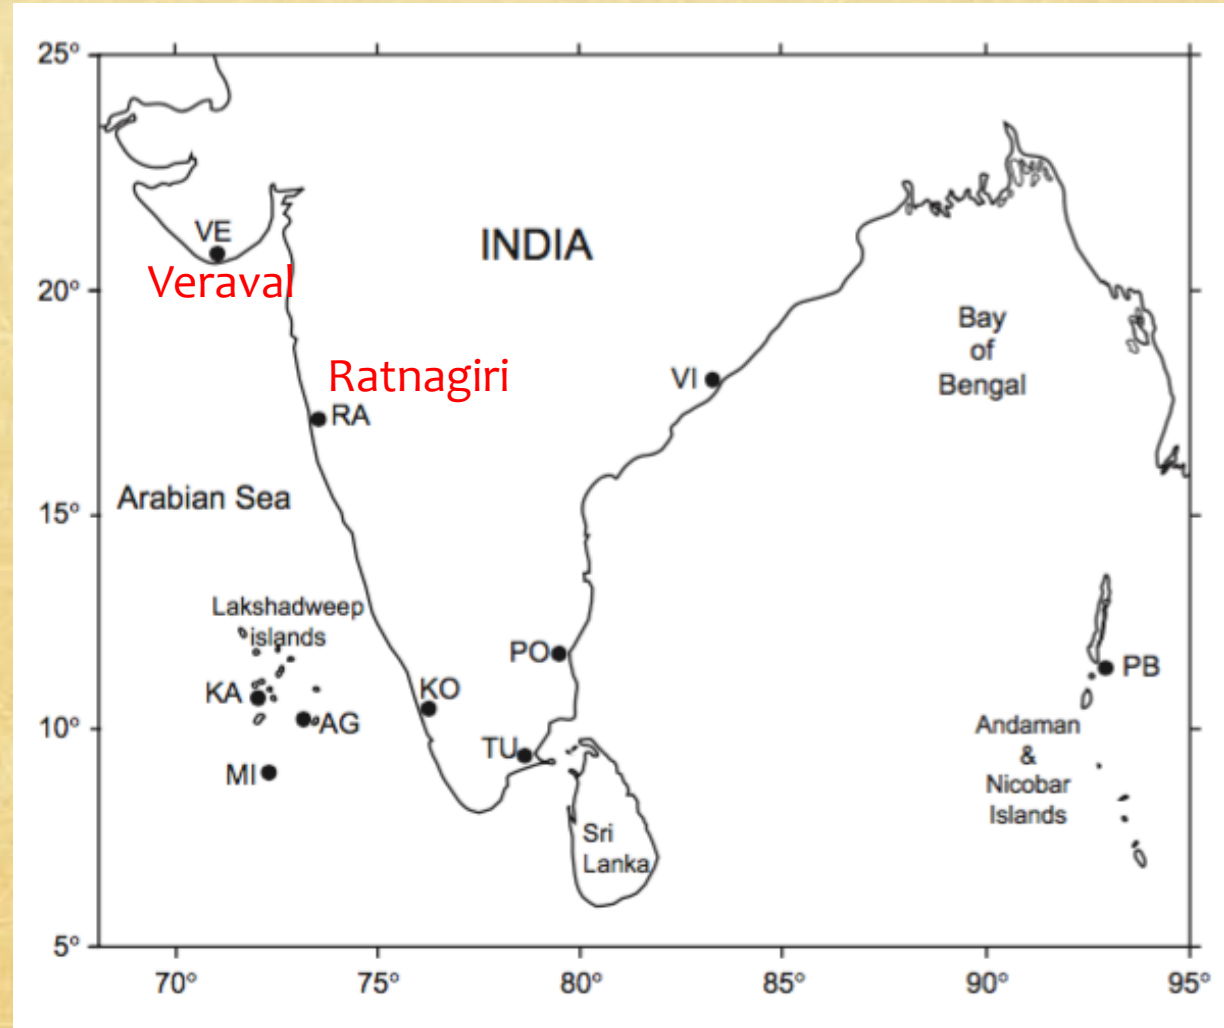 25°
VE
INDIA
Veraval
20°
Bay
of
Bengal
Ratnagiri
VI
RA
Arabian Sea
15°
Lakshadweep
islands
PO
PB
KA
KO
AG
10°
TU
Andaman
&
Nicobar
Islands
MI
Sri
Lanka
5°
70°
75°
80°
85°
90°
95°